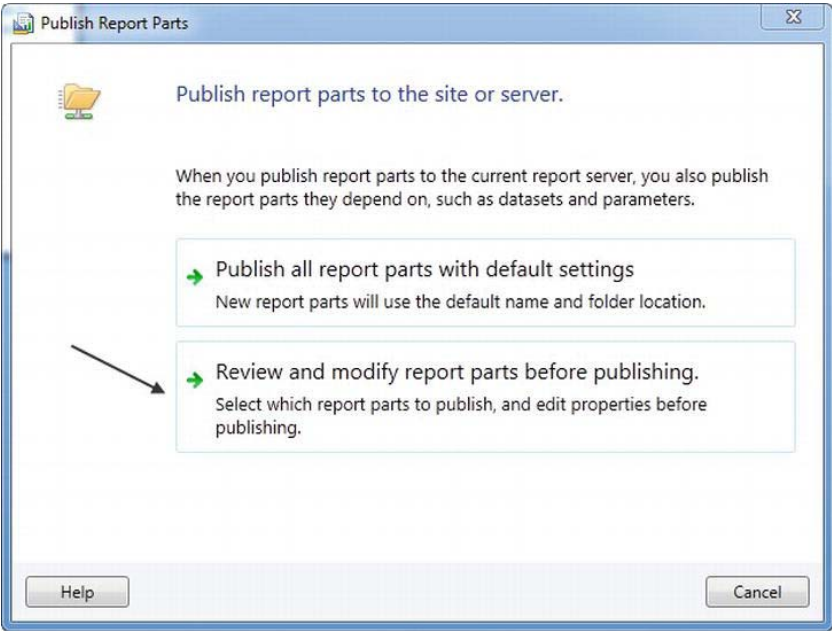 Publish Report Parts
Publish report parts to the site or server.
When you publish report parts to the current report server, you also publish
the report parts they depend on, such as datasets and parameters.
Publish all report parts with default settings
New report parts will use the default name and folder location.
Review and modify report parts before publishing.
Select which report parts to publish, and edit properties before
publishing.
Help
Cancel